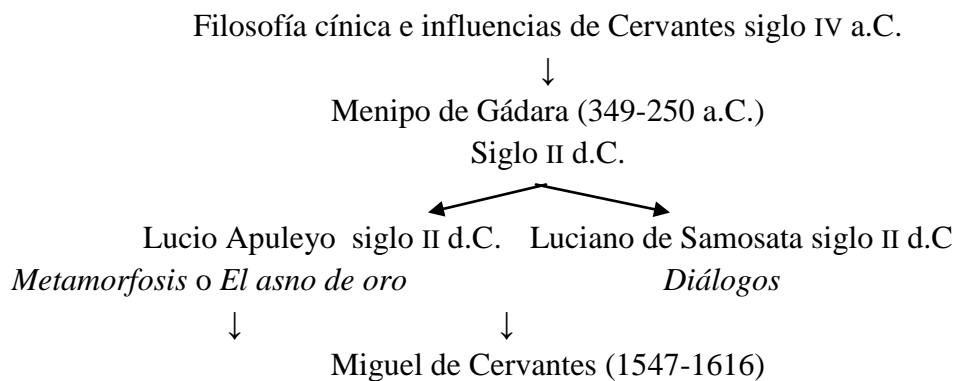 Filosofía cínica e influencias de Cervantes siglo IV a.C.
↓
Menipo de Gádara (349-250 a.C.)
Siglo II d.C.
Lucio Apuleyo siglo II d.C. Luciano de Samosata siglo II d.C
Metamorfosis o El asno de oro Diálogos
↓ ↓
Miguel de Cervantes (1547-1616)